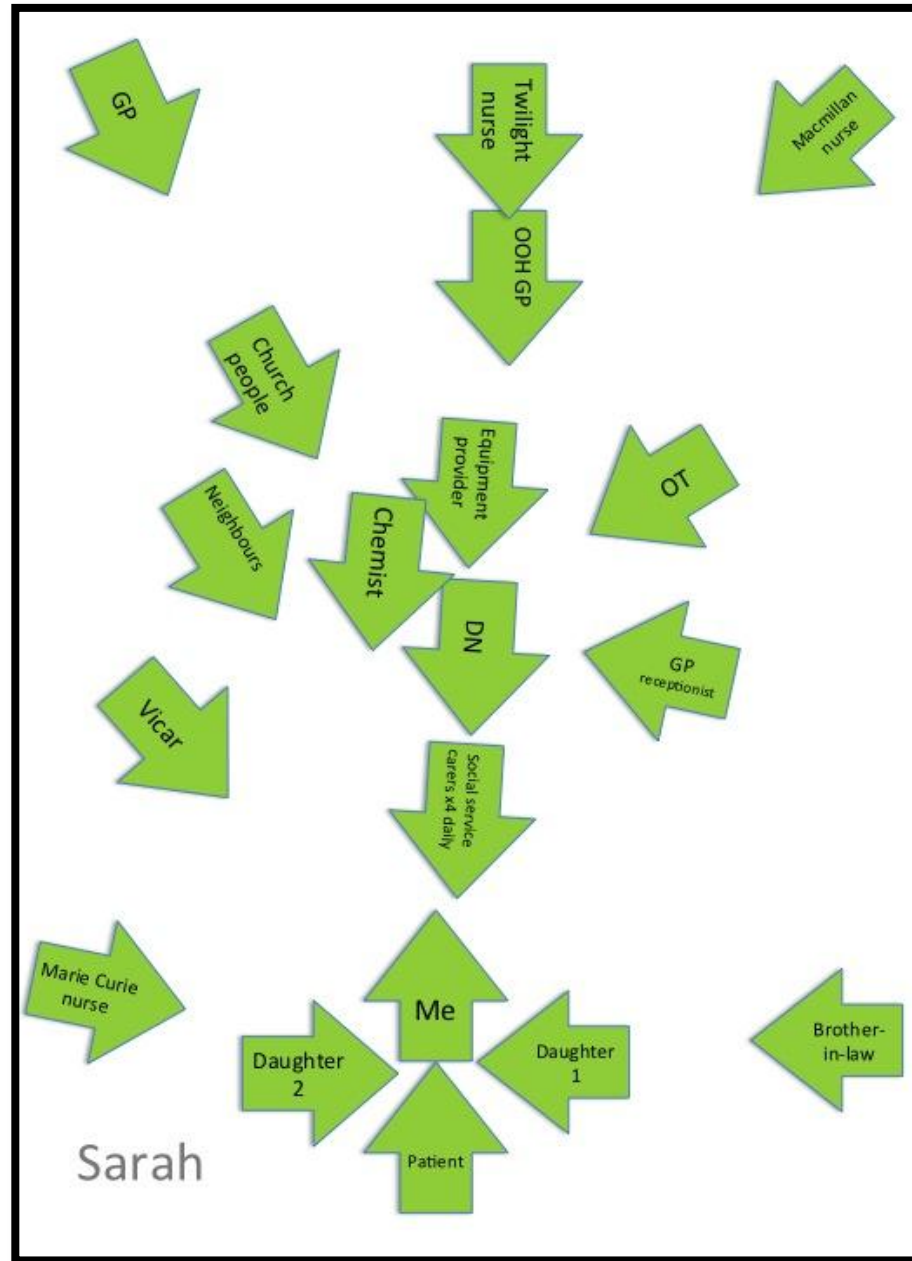 GP
Twilight
nurse
Macmillan
nurse
OOH GP
Church
people
Equipment
provider
OT
Neighbours
Chemist
DN
GP
receptionist
Vicar
Social service
carers x4 daily
Marie Curie
nurse
Me
Daughter
2
Daughter
1
Brother-
in-law
Patient
Sarah